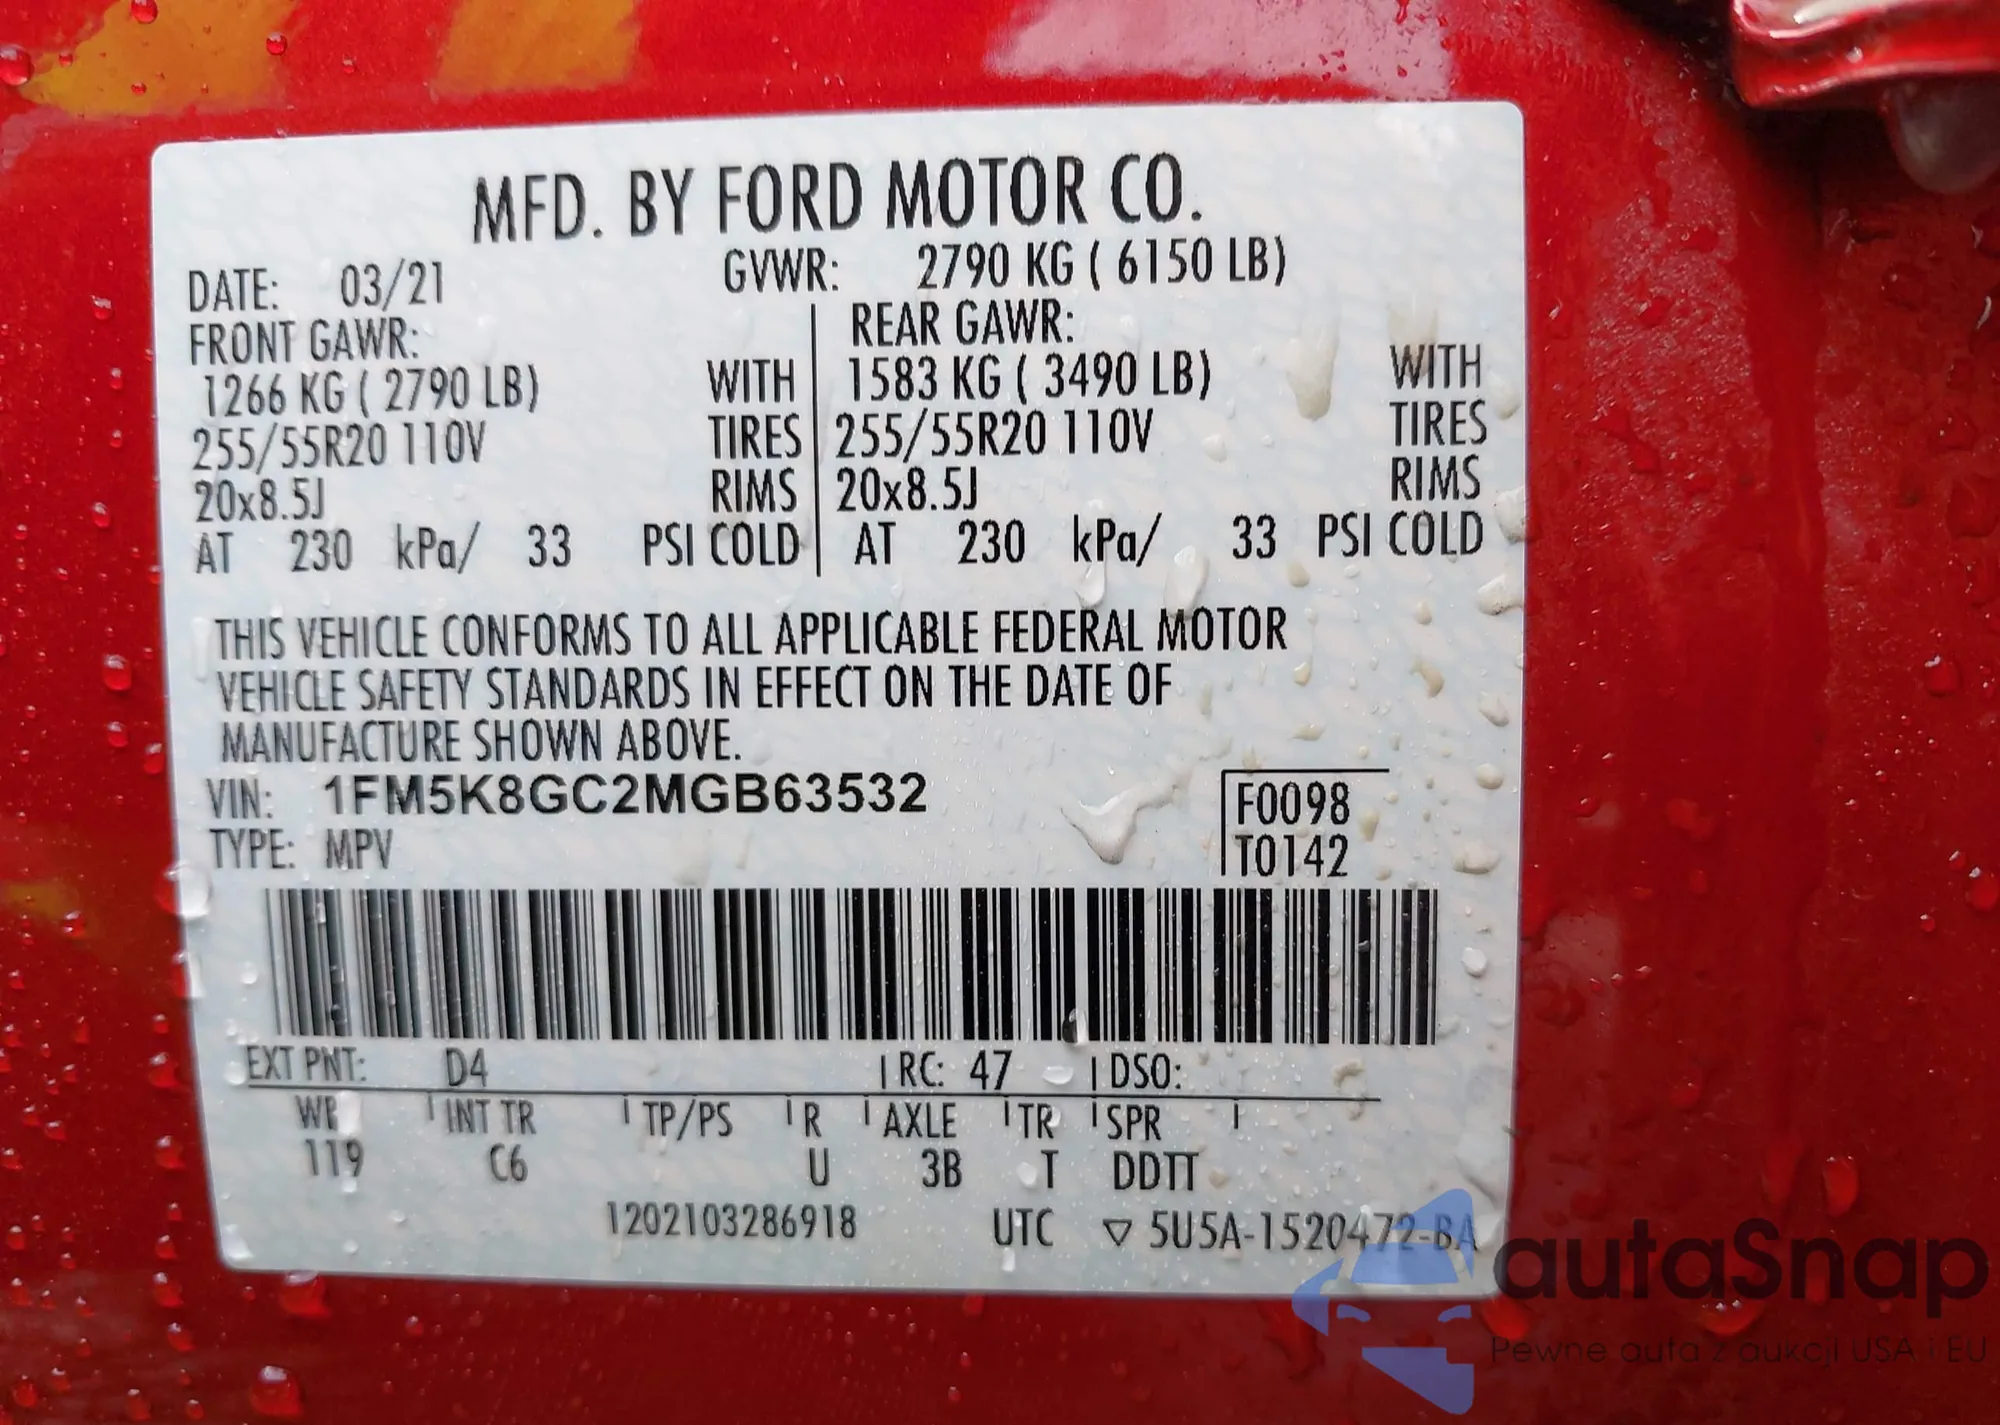 MFD. BY FORD MOTOR CO.
DATE: 03/21 GVWR: 2790 KG ( 6150 LB)
FRONT GAWR: REAR GAWR:
1266 KG ( 2790 LB) WITH 1583 KG ( 3490 LB) WITH
255/55R20 110V TIRES 255/55R20 110V TIRES
20x8.5J RIMS 20x8.5J RIMS
AT 230 kPa/ 33 PSI COLD AT 230 kPa/ 33 PSI COLD
THIS VEHICLE CONFORMS TO ALL APPLICABLE FEDERAL MOTOR
VEHICLE SAFETY STANDARDS IN EFFECT ON THE DATE OF
MANUFACTURE SHOWN ABOVE.
VIN: 1FM5K8GC2MGB63532 F0098
TYPE: MPV T0142
EXT PNT: D4 RC: 47 DSO:
WB INT TR TP/PS R AXLE TR SPR
119 C6 U 3B T DDTT
1202103286918 UTC ▽ 5U5A-1520472-BA
autaSnap
Pewne auta z aukcji USA i EU